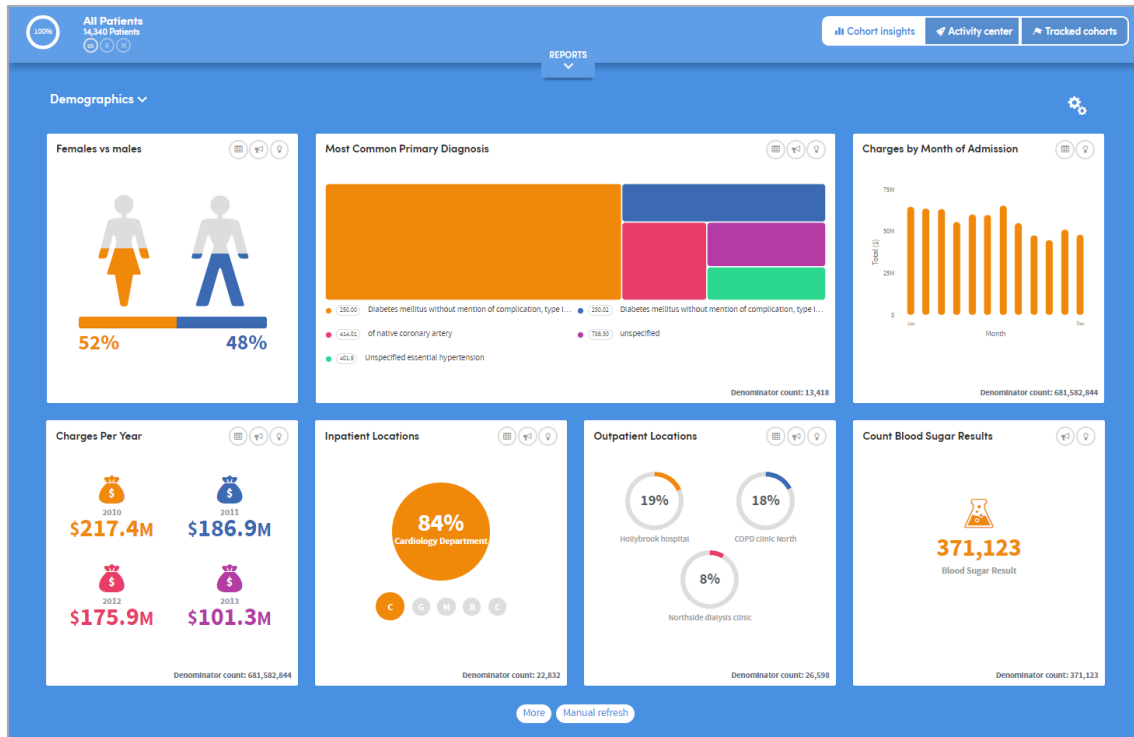 100%
All Patients
14,340 Patients
Cohort insights
Activity center
Tracked cohorts
REPORTS
Demographics
Females vs males
52%
48%
Most Common Primary Diagnosis
250.00 Diabetes mellitus without mention of complication, type I...
250.02 Diabetes mellitus without mention of complication, type I...
414.01 of native coronary artery
786.50 unspecified
401.9 Unspecified essential hypertension
Denominator count: 13,418
Charges by Month of Admission
75M
50M
25M
0
Total ($)
Jan
Dec
Month
Denominator count: 681,582,844
Charges Per Year
$
2010
$217.4M
$
2011
$186.9M
$
2012
$175.9M
$
2013
$101.3M
Denominator count: 681,582,844
Inpatient Locations
84%
Cardiology Department
C G M B C
Denominator count: 22,832
Outpatient Locations
19%
Hollybrook hospital
18%
COPD clinic North
8%
Northside dialysis clinic
Denominator count: 26,598
Count Blood Sugar Results
371,123
Blood Sugar Result
Denominator count: 371,123
More
Manual refresh